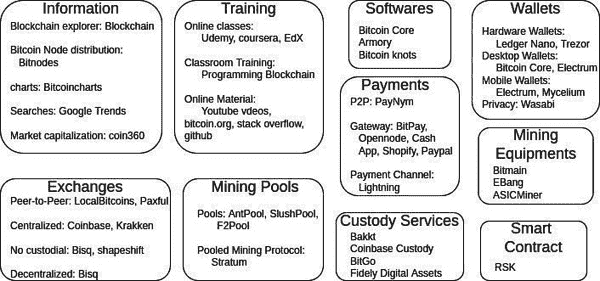 Information
Blockchain explorer: Blockchain
Bitcoin Node distribution:
Bitnodes
charts: Bitcoincharts
Searches: Google Trends
Market capitalization: coin360
Training
Online classes:
Udemy, coursera, EdX
Classroom Training:
Programming Blockchain
Online Material:
Youtube vdeos,
bitcoin.org, stack overflow,
github
Softwares
Bitcoin Core
Armory
Bitcoin knots
Wallets
Hardware Wallets:
Ledger Nano, Trezor
Desktop Wallets:
Bitcoin Core, Electrum
Mobile Wallets:
Electrum, Mycelium
Privacy: Wasabi
Payments
P2P: PayNym
Gateway: BitPay,
Opennode, Cash
App, Shopify, Paypal
Payment Channel:
Lightning
Mining
Equipments
Bitmain
EBang
ASICMiner
Exchanges
Peer-to-Peer: LocalBitcoins, Paxful
Centralized: Coinbase, Krakken
No custodial: Bisq, shapeshift
Decentralized: Bisq
Mining Pools
Pools: AntPool, SlushPool,
F2Pool
Pooled Mining Protocol:
Stratum
Custody Services
Bakkt
Coinbase Custody
BitGo
Fidely Digital Assets
Smart
Contract
RSK